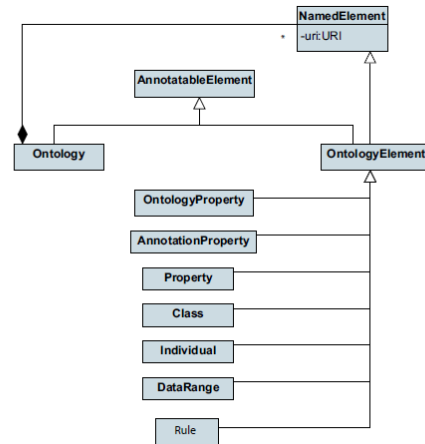 NamedElement
-uri:URI
*
AnnotatableElement
Ontology
OntologyElement
OntologyProperty
AnnotationProperty
Property
Class
Individual
DataRange
Rule